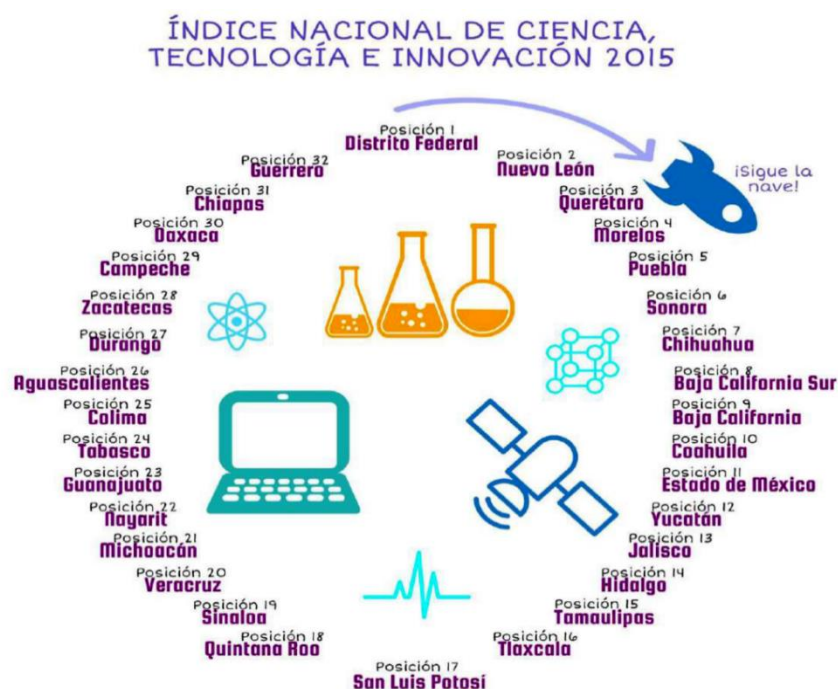 ÍNDICE NACIONAL DE CIENCIA,
TECNOLOGÍA E INNOVACIÓN 2015
Posición 1
Distrito Federal
Posición 2
Nuevo León
¡Sigue la
nave!
Posición 3
Querétaro
Posición 4
Morelos
Posición 5
Puebla
Posición 6
Sonora
Posición 7
Chihuahua
Posición 8
Baja California Sur
Posición 9
Baja California
Posición 10
Coahuila
Posición 11
Estado de México
Posición 12
Yucatán
Posición 13
Jalisco
Posición 14
Hidalgo
Posición 15
Tamaulipas
Posición 16
Tlaxcala
Posición 17
San Luis Potosí
Posición 18
Quintana Roo
Posición 19
Sinaloa
Posición 20
Veracruz
Posición 21
Michoacán
Posición 22
Nayarit
Posición 23
Guanajuato
Posición 24
Tabasco
Posición 25
Colima
Posición 26
Aguascalientes
Posición 27
Durango
Posición 28
Zacatecas
Posición 29
Campeche
Posición 30
Oaxaca
Posición 31
Chiapas
Posición 32
Guerrero